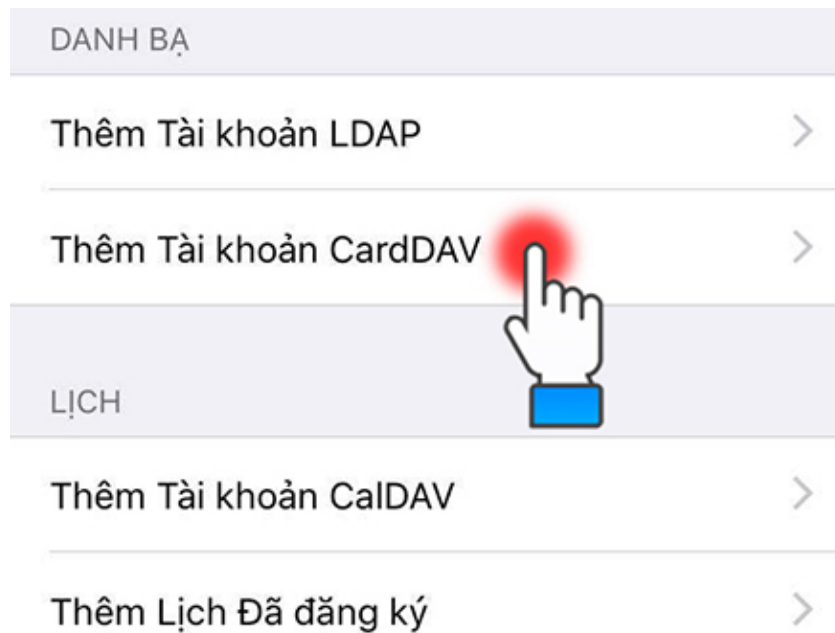 DANH BẠ
Thêm Tài khoản LDAP
Thêm Tài khoản CardDAV
LỊCH
Thêm Tài khoản CalDAV
Thêm Lịch Đã đăng ký